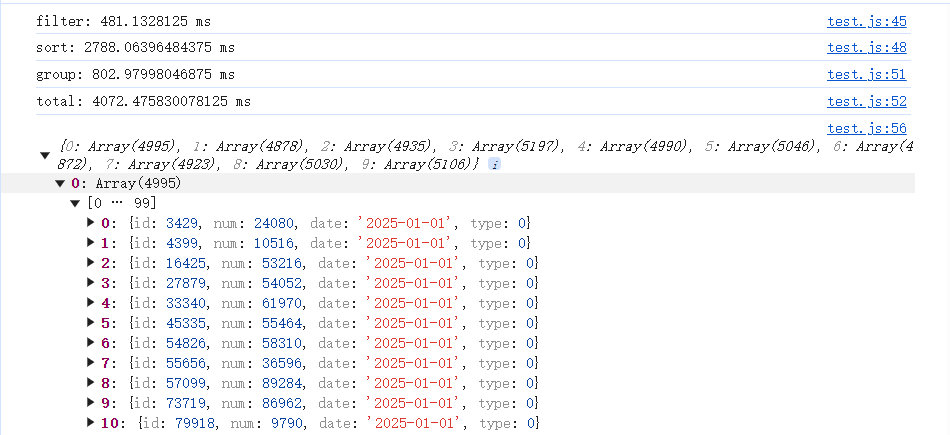 filter: 481.1328125 ms test.js:45
sort: 2788.06396484375 ms test.js:48
group: 802.97998046875 ms test.js:51
total: 4072.475830078125 ms test.js:52
test.js:56
{0: Array(4995), 1: Array(4878), 2: Array(4935), 3: Array(5197), 4: Array(4990), 5: Array(5046), 6: Array(4
872), 7: Array(4923), 8: Array(5030), 9: Array(5106)} i
0: Array(4995)
[0 … 99]
0: {id: 3429, num: 24080, date: '2025-01-01', type: 0}
1: {id: 4399, num: 10516, date: '2025-01-01', type: 0}
2: {id: 16425, num: 53216, date: '2025-01-01', type: 0}
3: {id: 27879, num: 54052, date: '2025-01-01', type: 0}
4: {id: 33340, num: 61970, date: '2025-01-01', type: 0}
5: {id: 45335, num: 55464, date: '2025-01-01', type: 0}
6: {id: 54826, num: 58310, date: '2025-01-01', type: 0}
7: {id: 55656, num: 36596, date: '2025-01-01', type: 0}
8: {id: 57099, num: 89284, date: '2025-01-01', type: 0}
9: {id: 73719, num: 86962, date: '2025-01-01', type: 0}
10: {id: 79918, num: 9790, date: '2025-01-01', type: 0}